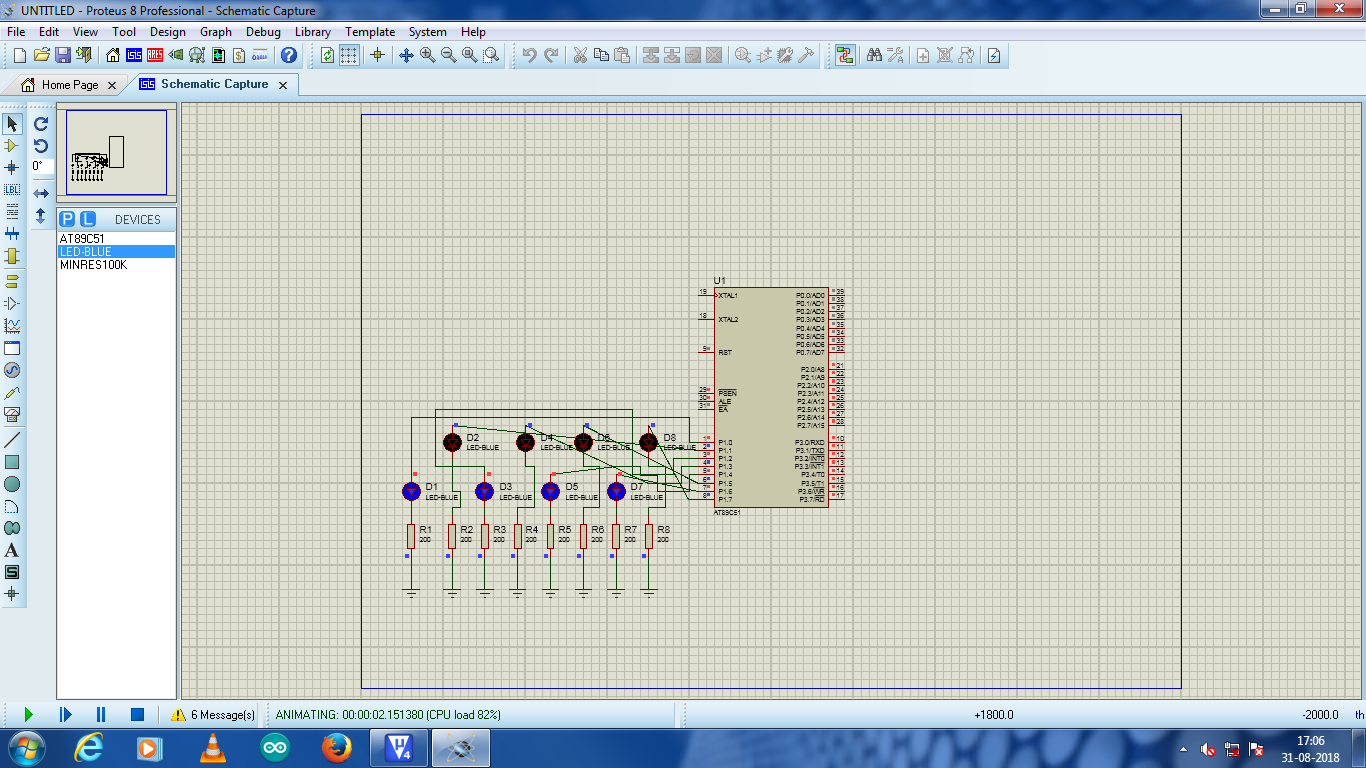 UNTITLED - Proteus 8 Professional - Schematic Capture
File Edit View Tool Design Graph Debug Library Template System Help
Home Page
Schematic Capture
0°
LBL
P L DEVICES
AT89C51
LED-BLUE
MINRES100K
U1
19 XTAL1
18 XTAL2
9 RST
29 PSEN
30 ALE
31 EA
1 P1.0
2 P1.1
3 P1.2
4 P1.3
5 P1.4
6 P1.5
7 P1.6
8 P1.7
P0.0/AD0 39
P0.1/AD1 38
P0.2/AD2 37
P0.3/AD3 36
P0.4/AD4 35
P0.5/AD5 34
P0.6/AD6 33
P0.7/AD7 32
P2.0/A8 21
P2.1/A9 22
P2.2/A10 23
P2.3/A11 24
P2.4/A12 25
P2.5/A13 26
P2.6/A14 27
P2.7/A15 28
P3.0/RXD 10
P3.1/TXD 11
P3.2/INT0 12
P3.3/INT1 13
P3.4/T0 14
P3.5/T1 15
P3.6/WR 16
P3.7/RD 17
AT89C51
D2 D4 D6 D8
LED-BLUE LED-BLUE LED-BLUE LED-BLUE
D1 D3 D5 D7
LED-BLUE LED-BLUE LED-BLUE LED-BLUE
R1 R2 R3 R4 R5 R6 R7 R8
200 200 200 200 200 200 200 200
6 Message(s) ANIMATING: 00:00:02.151380 (CPU load 82%) +1800.0 -2000.0 th
17:06
31-08-2018